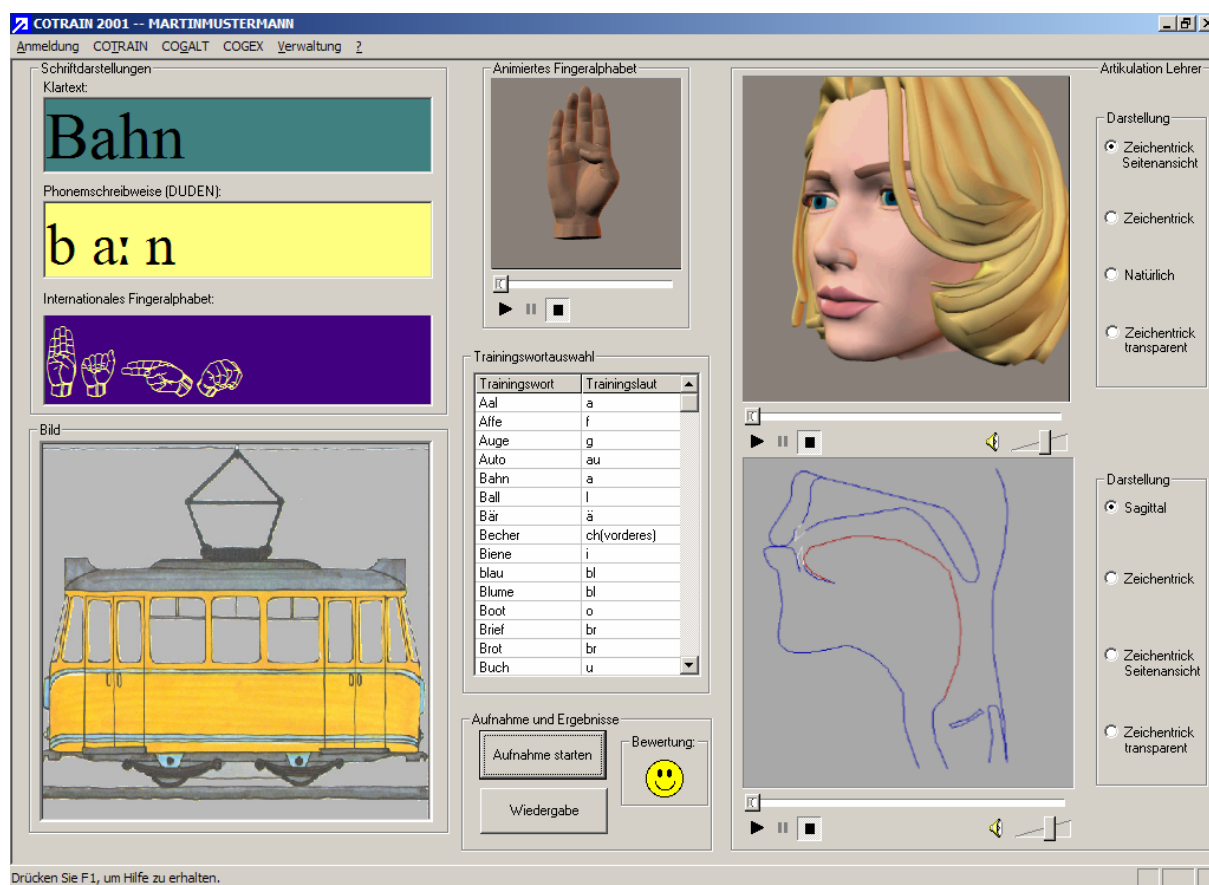 COTRAIN 2001 -- MARTINMUSTERMANN
Anmeldung COTRAIN COGALT COGEX Verwaltung ?
Schriftdarstellungen
Klartext:
Bahn
Phonemschreibweise (DUDEN):
b aː n
Internationales Fingeralphabet:
Bild
Animiertes Fingeralphabet
Trainingswortauswahl
Trainingswort Trainingslaut
Aal a
Affe f
Auge g
Auto au
Bahn a
Ball l
Bär ä
Becher ch(vorderes)
Biene i
blau bl
Blume bl
Boot o
Brief br
Brot br
Buch u
Aufnahme und Ergebnisse
Aufnahme starten
Wiedergabe
Bewertung:
Artikulation Lehrer
Darstellung
Zeichentrick
Seitenansicht
Zeichentrick
Natürlich
Zeichentrick
transparent
Darstellung
Sagittal
Zeichentrick
Zeichentrick
Seitenansicht
Zeichentrick
transparent
Drücken Sie F1, um Hilfe zu erhalten.